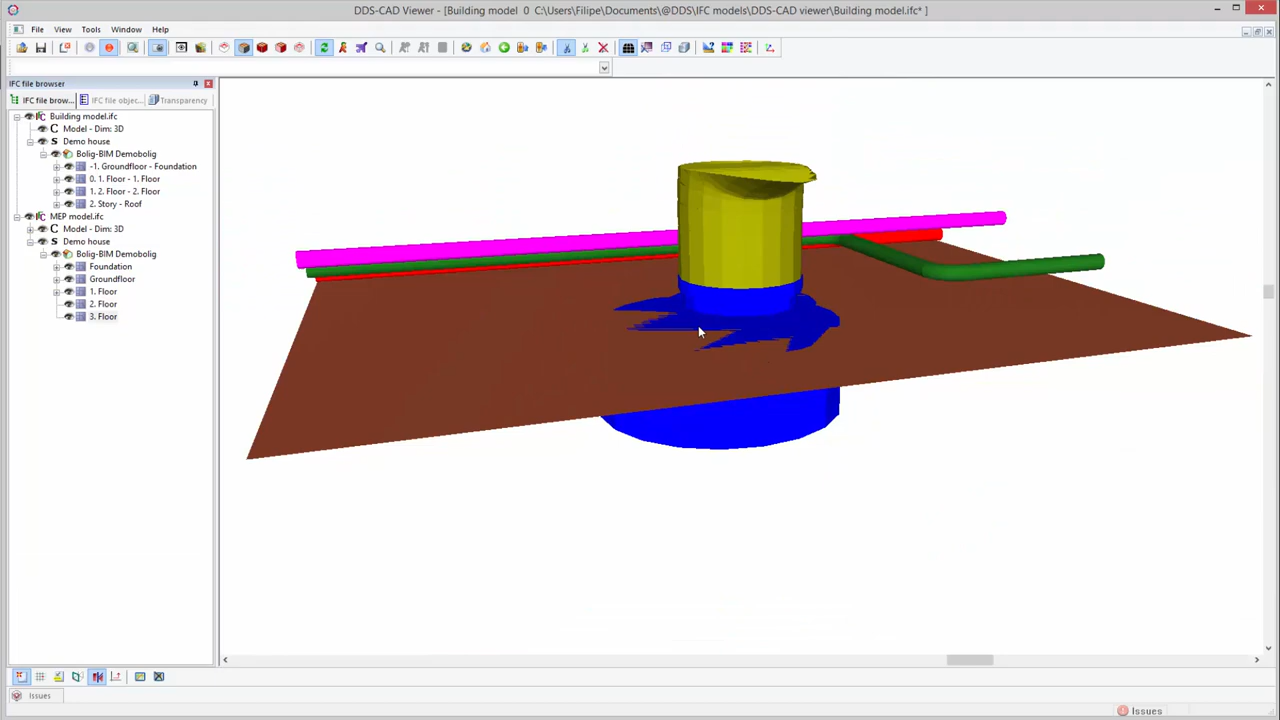 DDS-CAD Viewer - [Building model  0  C:\Users\Filipe\Documents\@DDS\IFC models\DDS-CAD viewer\Building model.ifc* ]
File View Tools Window Help
IFC file browser
IFC file brow... IFC file objec... Transparency
Building model.ifc
C Model - Dim: 3D
S Demo house
Bolig-BIM Demobolig
-1. Groundfloor - Foundation
0. 1. Floor - 1. Floor
1. 2. Floor - 2. Floor
2. Story - Roof
MEP model.ifc
C Model - Dim: 3D
S Demo house
Bolig-BIM Demobolig
Foundation
Groundfloor
1. Floor
2. Floor
3. Floor
Issues
Issues